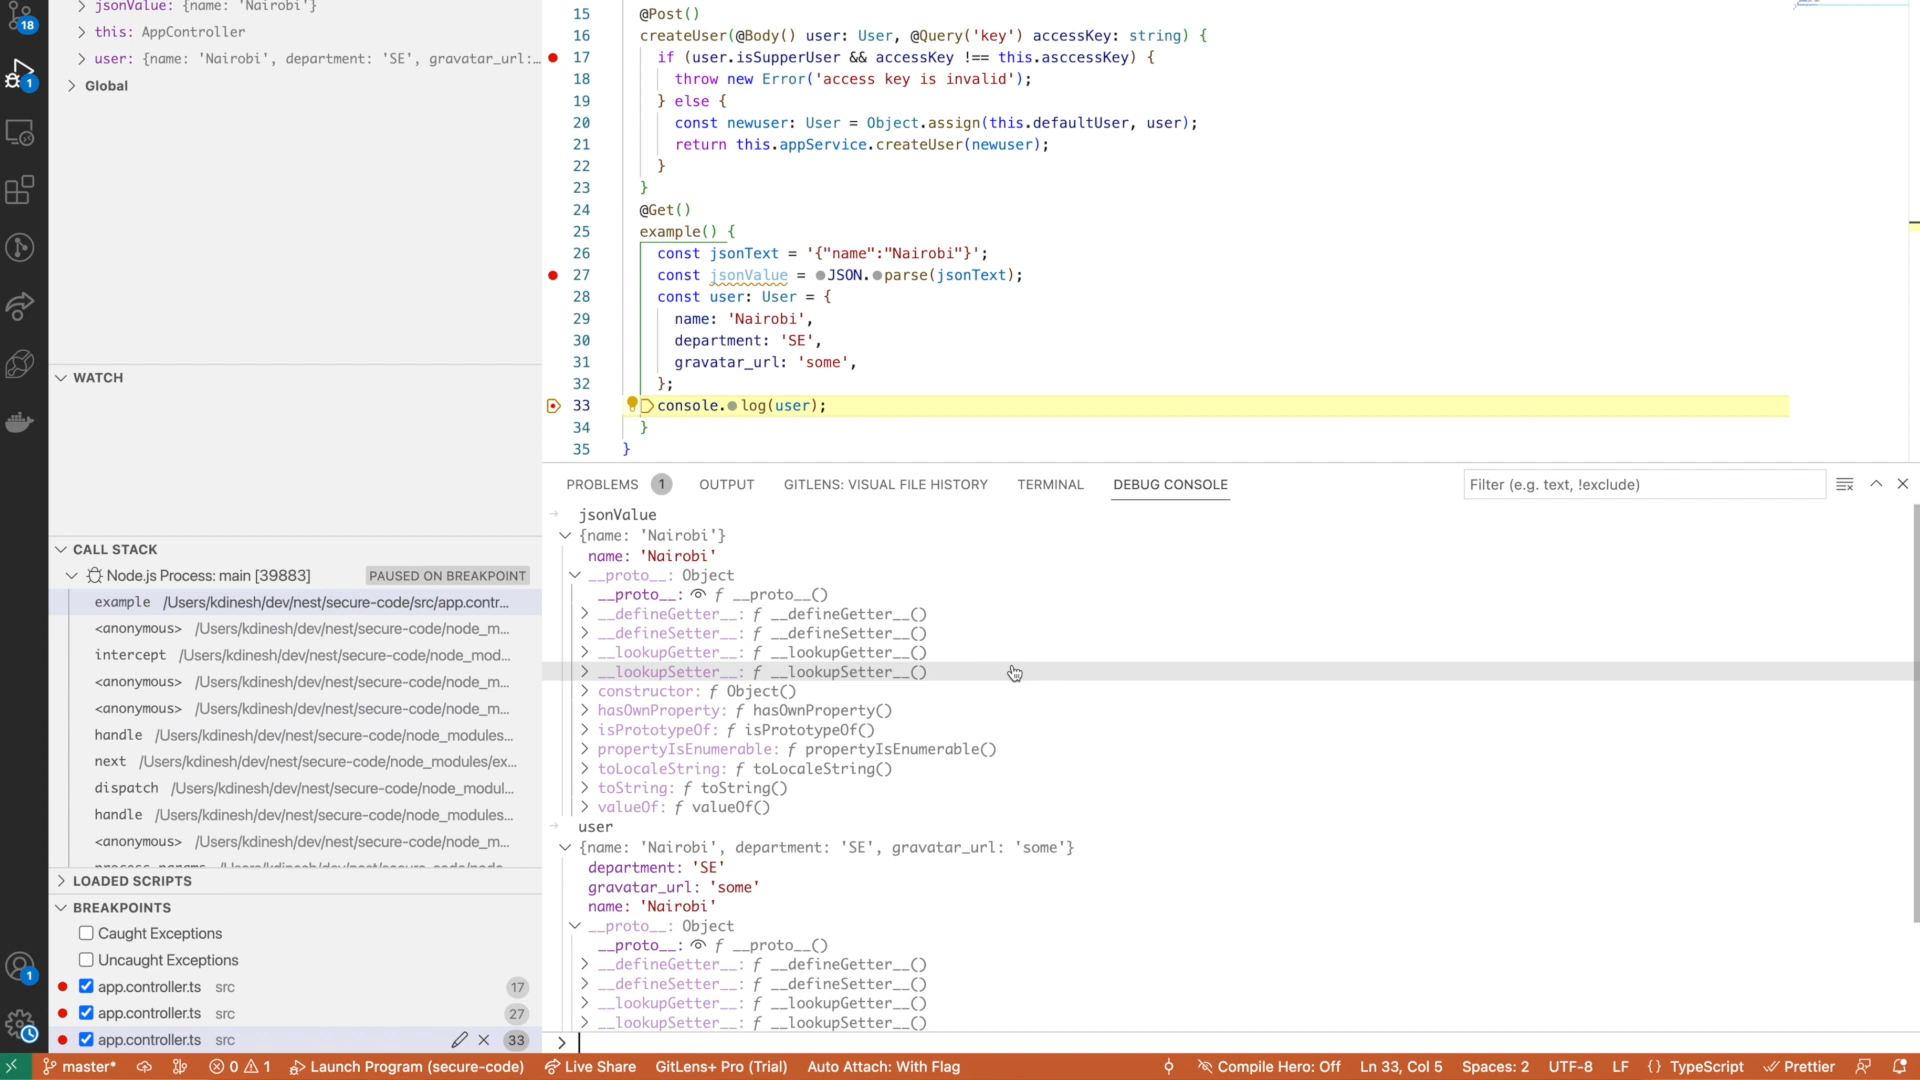 jsonValue: {name: 'Nairobi'}
this: AppController
user: {name: 'Nairobi', department: 'SE', gravatar_url:…
Global
18
1
WATCH
CALL STACK
Node.js Process: main [39883] PAUSED ON BREAKPOINT
example /Users/kdinesh/dev/nest/secure-code/src/app.contr...
<anonymous> /Users/kdinesh/dev/nest/secure-code/node_m...
intercept /Users/kdinesh/dev/nest/secure-code/node_mod...
<anonymous> /Users/kdinesh/dev/nest/secure-code/node_m...
<anonymous> /Users/kdinesh/dev/nest/secure-code/node_m...
handle /Users/kdinesh/dev/nest/secure-code/node_modules...
next /Users/kdinesh/dev/nest/secure-code/node_modules/ex...
dispatch /Users/kdinesh/dev/nest/secure-code/node_modul...
handle /Users/kdinesh/dev/nest/secure-code/node_modules...
<anonymous> /Users/kdinesh/dev/nest/secure-code/node_m...
LOADED SCRIPTS
BREAKPOINTS
Caught Exceptions
Uncaught Exceptions
app.controller.ts src 17
app.controller.ts src 27
app.controller.ts src 33
1
15 @Post()
16 createUser(@Body() user: User, @Query('key') accessKey: string) {
17 if (user.isSupperUser && accessKey !== this.asccessKey) {
18 throw new Error('access key is invalid');
19 } else {
20 const newuser: User = Object.assign(this.defaultUser, user);
21 return this.appService.createUser(newuser);
22 }
23 }
24 @Get()
25 example() {
26 const jsonText = '{"name":"Nairobi"}';
27 const jsonValue = JSON.parse(jsonText);
28 const user: User = {
29 name: 'Nairobi',
30 department: 'SE',
31 gravatar_url: 'some',
32 };
33 console.log(user);
34 }
35 }
PROBLEMS 1 OUTPUT GITLENS: VISUAL FILE HISTORY TERMINAL DEBUG CONSOLE Filter (e.g. text, !exclude)
jsonValue
{name: 'Nairobi'}
name: 'Nairobi'
__proto__: Object
__proto__: ƒ __proto__()
__defineGetter__: ƒ __defineGetter__()
__defineSetter__: ƒ __defineSetter__()
__lookupGetter__: ƒ __lookupGetter__()
__lookupSetter__: ƒ __lookupSetter__()
constructor: ƒ Object()
hasOwnProperty: ƒ hasOwnProperty()
isPrototypeOf: ƒ isPrototypeOf()
propertyIsEnumerable: ƒ propertyIsEnumerable()
toLocaleString: ƒ toLocaleString()
toString: ƒ toString()
valueOf: ƒ valueOf()
user
{name: 'Nairobi', department: 'SE', gravatar_url: 'some'}
department: 'SE'
gravatar_url: 'some'
name: 'Nairobi'
__proto__: Object
__proto__: ƒ __proto__()
__defineGetter__: ƒ __defineGetter__()
__defineSetter__: ƒ __defineSetter__()
__lookupGetter__: ƒ __lookupGetter__()
__lookupSetter__: ƒ __lookupSetter__()
master* 0 1 Launch Program (secure-code) Live Share GitLens+ Pro (Trial) Auto Attach: With Flag Compile Hero: Off Ln 33, Col 5 Spaces: 2 UTF-8 LF {} TypeScript Prettier